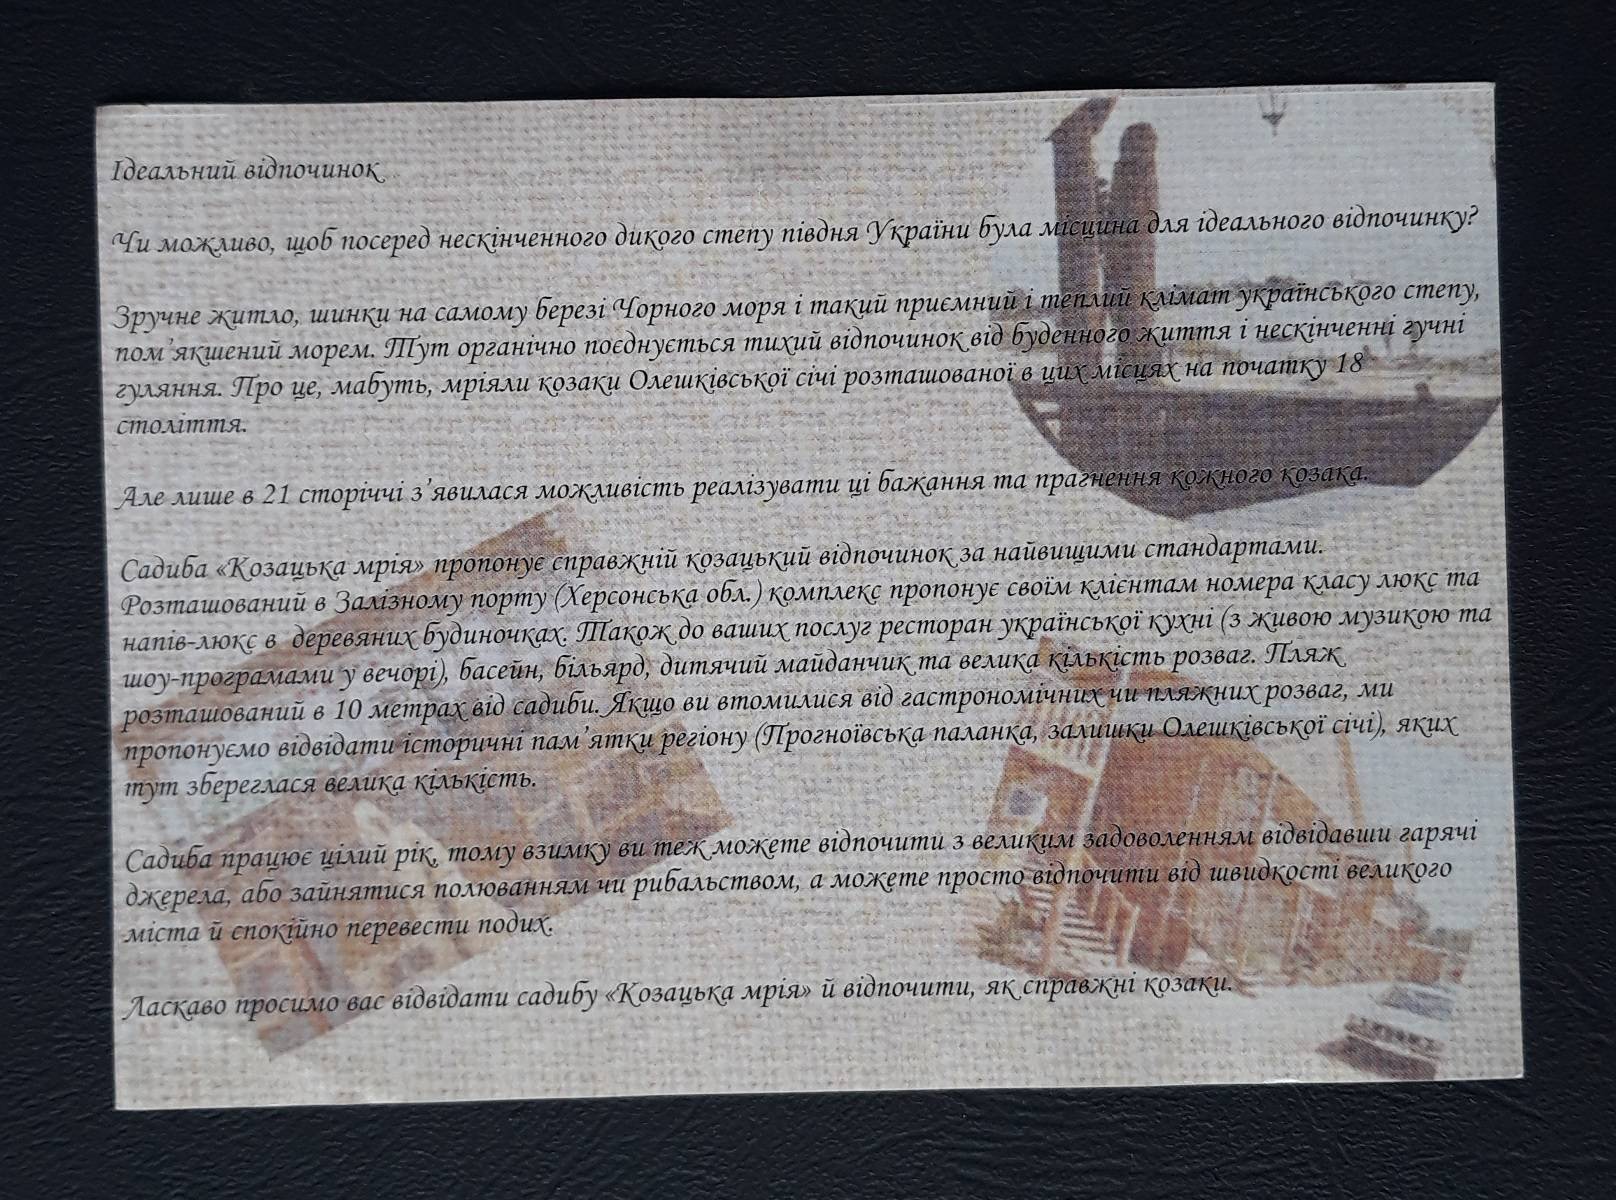 Ідеальний відпочинок
Чи можливо, щоб посеред нескінченного дикого степу півдня України була місцина для ідеального відпочинку?
Зручне житло, шинки на самому березі Чорного моря і такий приємний і теплий клімат українського степу,
пом’якшений морем. Тут органічно поєднується тихий відпочинок від буденного життя і нескінченні гучні
гуляння. Про це, мабуть, мріяли козаки Олешківської січі розташованої в цих місцях на початку 18
століття.
Але лише в 21 сторіччі з’явилася можливість реалізувати ці бажання та прагнення кожного козака.
Садиба «Козацька мрія» пропонує справжній козацький відпочинок за найвищими стандартами.
Розташований в Залізному порту (Херсонська обл.) комплекс пропонує своїм клієнтам номера класу люкс та
напів-люкс в деревяних будиночках. Також до ваших послуг ресторан української кухні (з живою музикою та
шоу-програмами у вечорі), басейн, більярд, дитячий майданчик та велика кількість розваг. Пляж
розташований в 10 метрах від садиби. Якщо ви втомилися від гастрономічних чи пляжних розваг, ми
пропонуємо відвідати історичні пам’ятки регіону (Прогноївська паланка, залишки Олешківської січі), яких
тут збереглася велика кількість.
Садиба працює цілий рік, тому взимку ви теж можете відпочити з великим задоволенням відвідавши гарячі
джерела, або зайнятися полюванням чи рибальством, а можете просто відпочити від швидкості великого
міста й спокійно перевести подих.
Ласкаво просимо вас відвідати садибу «Козацька мрія» й відпочити, як справжні козаки.